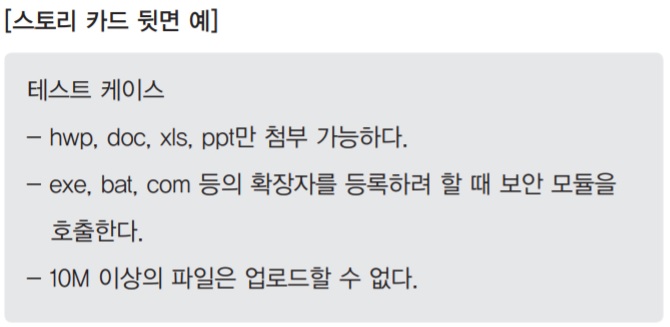 [스토리 카드 뒷면 예]
테스트 케이스
– hwp, doc, xls, ppt만 첨부 가능하다.
– exe, bat, com 등의 확장자를 등록하려 할 때 보안 모듈을
호출한다.
– 10M 이상의 파일은 업로드할 수 없다.